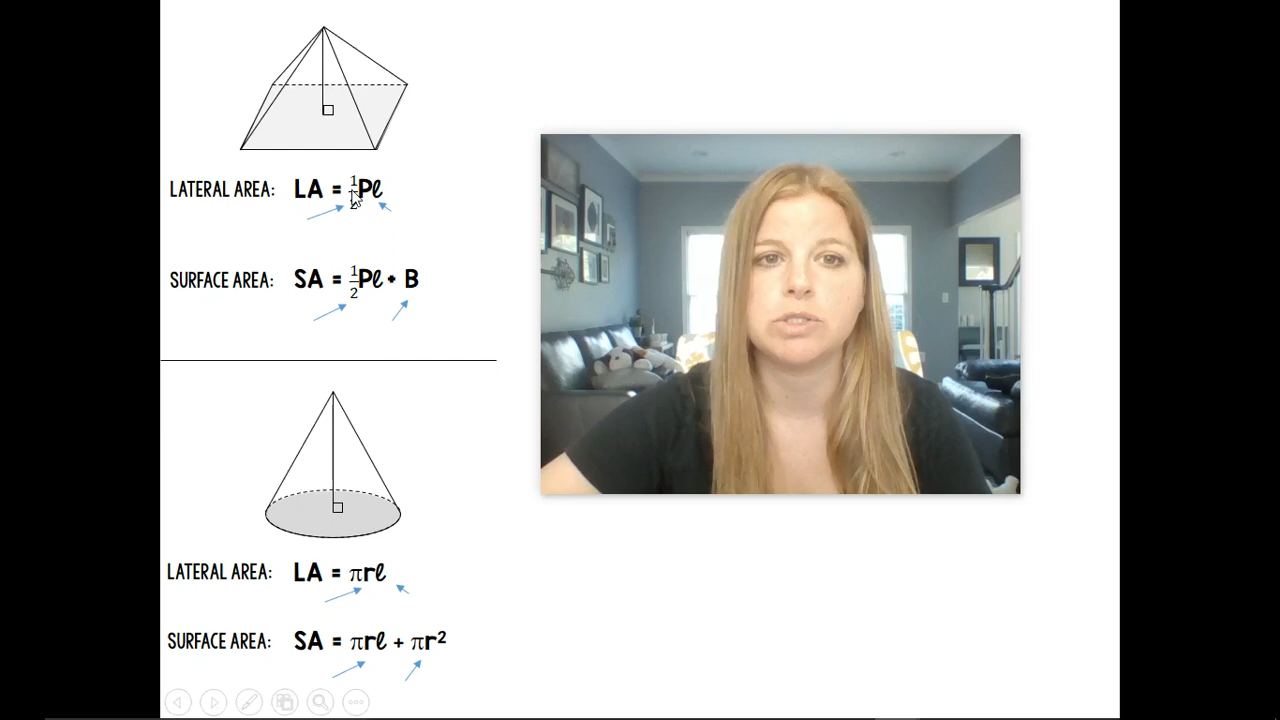 LATERAL AREA: LA = ½Pℓ
SURFACE AREA: SA = ½Pℓ + B
LATERAL AREA: LA = πrℓ
SURFACE AREA: SA = πrℓ + πr²